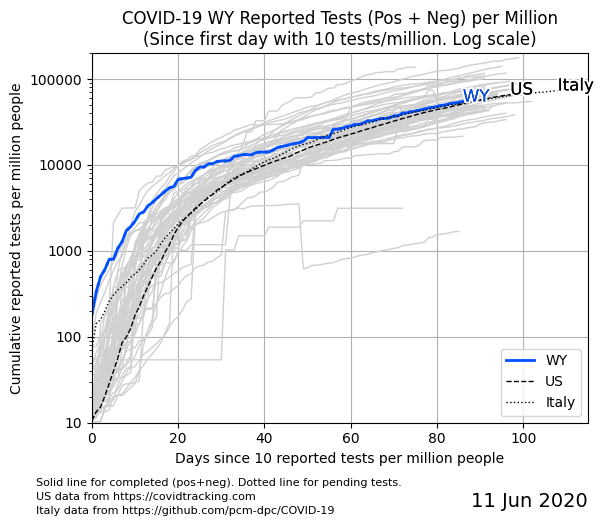 COVID-19 WY Reported Tests (Pos + Neg) per Million
(Since first day with 10 tests/million. Log scale)
Cumulative reported tests per million people
100000
10000
1000
100
10
WY
US
Italy
WY
US
Italy
0
20
40
60
80
100
Days since 10 reported tests per million people
Solid line for completed (pos+neg). Dotted line for pending tests.
US data from https://covidtracking.com
Italy data from https://github.com/pcm-dpc/COVID-19
11 Jun 2020